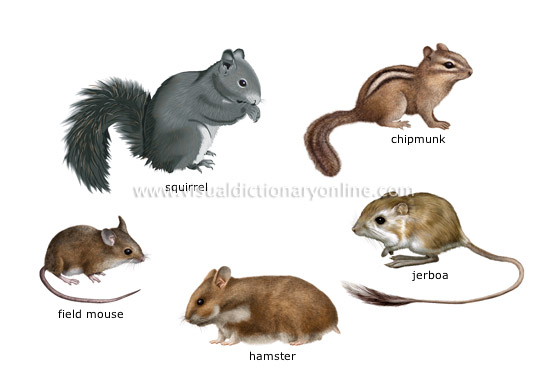 chipmunk
squirrel
www.visualdictionaryonline.com
jerboa
field mouse
hamster